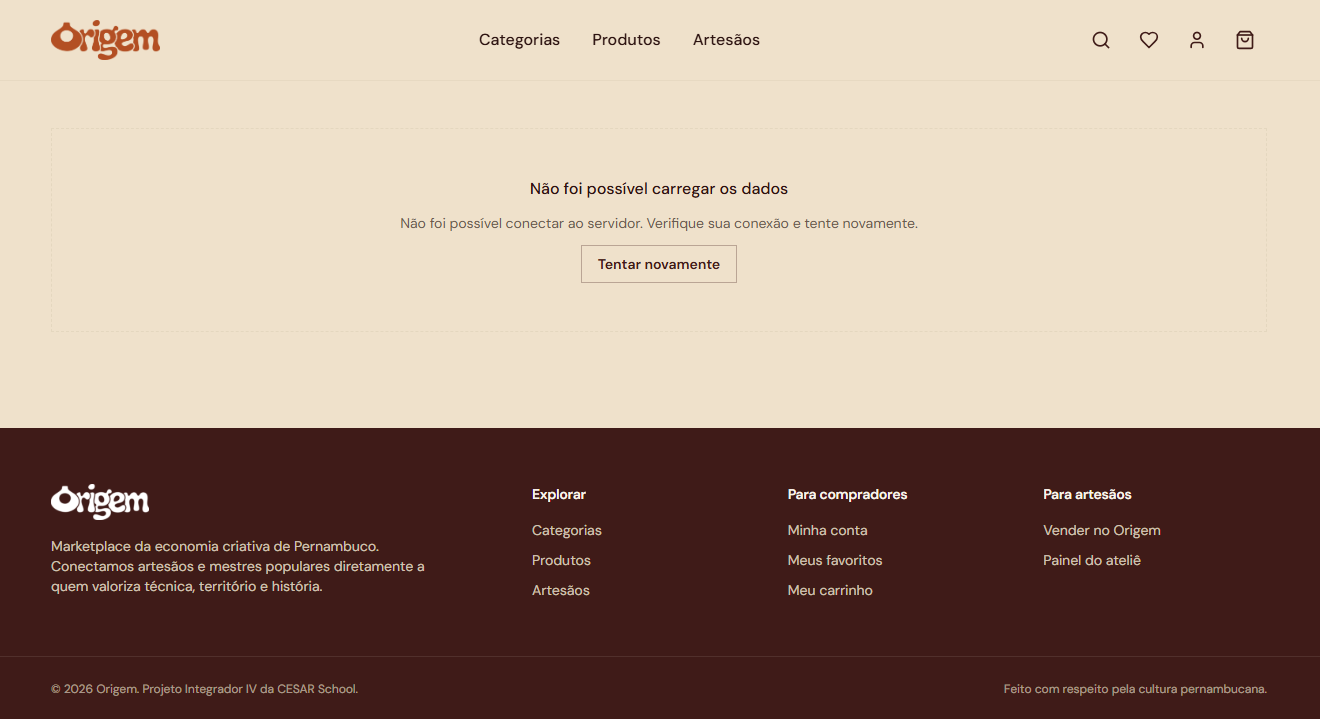 Origem
Categorias
Produtos
Artesãos
Não foi possível carregar os dados
Não foi possível conectar ao servidor. Verifique sua conexão e tente novamente.
Tentar novamente
Origem
Marketplace da economia criativa de Pernambuco.
Conectamos artesãos e mestres populares diretamente a
quem valoriza técnica, território e história.
Explorar
Categorias
Produtos
Artesãos
Para compradores
Minha conta
Meus favoritos
Meu carrinho
Para artesãos
Vender no Origem
Painel do ateliê
© 2026 Origem. Projeto Integrador IV da CESAR School.
Feito com respeito pela cultura pernambucana.